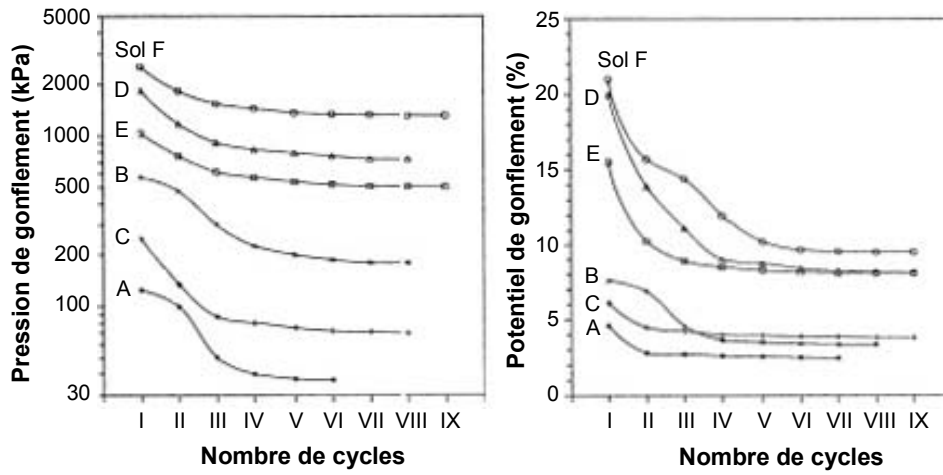 Pression de gonflement (kPa)
5000
2000
1000
500
200
100
30
Sol F
D
E
B
C
A
I II III IV V VI VII VIII IX
Nombre de cycles
Potentiel de gonflement (%)
25
20
15
10
5
0
Sol F
D
E
B
C
A
I II III IV V VI VII VIII IX
Nombre de cycles